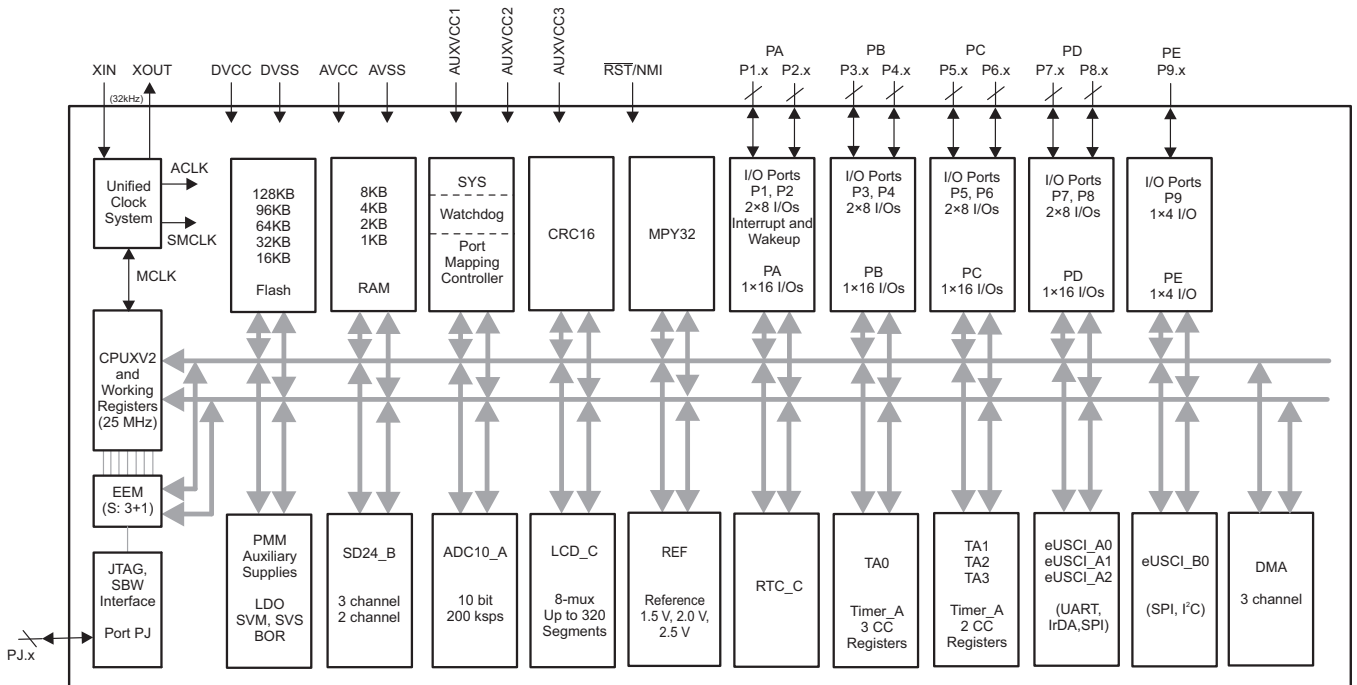 AUXVCC1
AUXVCC2
AUXVCC3
PA
PB
PC
PD
PE
XIN
XOUT
(32kHz)
DVCC
DVSS
AVCC
AVSS
RST/NMI
P1.x
P2.x
P3.x
P4.x
P5.x
P6.x
P7.x
P8.x
P9.x
Unified
Clock
System
ACLK
SMCLK
MCLK
128KB
96KB
64KB
32KB
16KB
Flash
8KB
4KB
2KB
1KB
RAM
SYS
Watchdog
Port
Mapping
Controller
CRC16
MPY32
I/O Ports
P1, P2
2×8 I/Os
Interrupt and
Wakeup
PA
1×16 I/Os
I/O Ports
P3, P4
2×8 I/Os
PB
1×16 I/Os
I/O Ports
P5, P6
2×8 I/Os
PC
1×16 I/Os
I/O Ports
P7, P8
2×8 I/Os
PD
1×16 I/Os
I/O Ports
P9
1×4 I/O
PE
1×4 I/O
CPUXV2
and
Working
Registers
(25 MHz)
EEM
(S: 3+1)
JTAG,
SBW
Interface
Port PJ
PJ.x
PMM
Auxiliary
Supplies
LDO
SVM, SVS
BOR
SD24_B
3 channel
2 channel
ADC10_A
10 bit
200 ksps
LCD_C
8-mux
Up to 320
Segments
REF
Reference
1.5 V, 2.0 V,
2.5 V
RTC_C
TA0
Timer_A
3 CC
Registers
TA1
TA2
TA3
Timer_A
2 CC
Registers
eUSCI_A0
eUSCI_A1
eUSCI_A2
(UART,
IrDA,SPI)
eUSCI_B0
(SPI, I²C)
DMA
3 channel